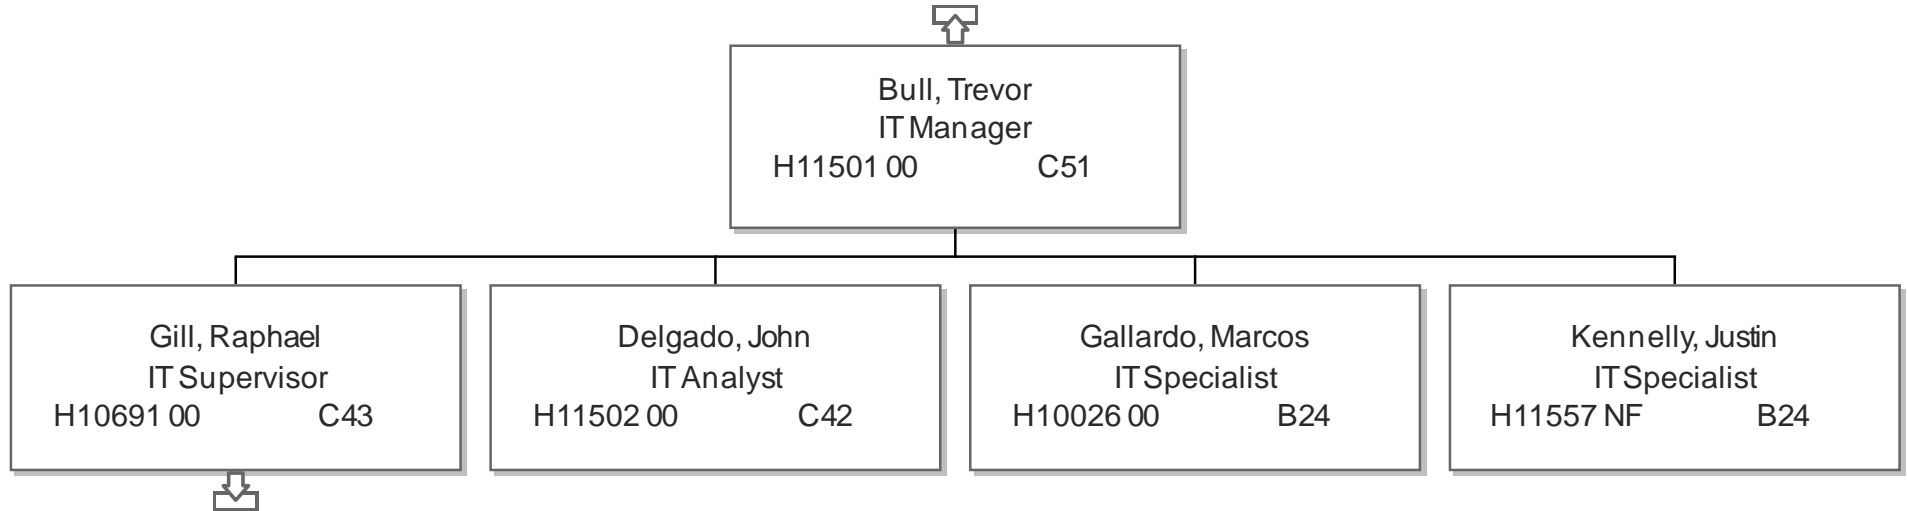 Bull, Trevor
IT Manager
H11501 00 C51
Gill, Raphael
IT Supervisor
H10691 00 C43
Delgado, John
IT Analyst
H11502 00 C42
Gallardo, Marcos
IT Specialist
H10026 00 B24
Kennelly, Justin
IT Specialist
H11557 NF B24